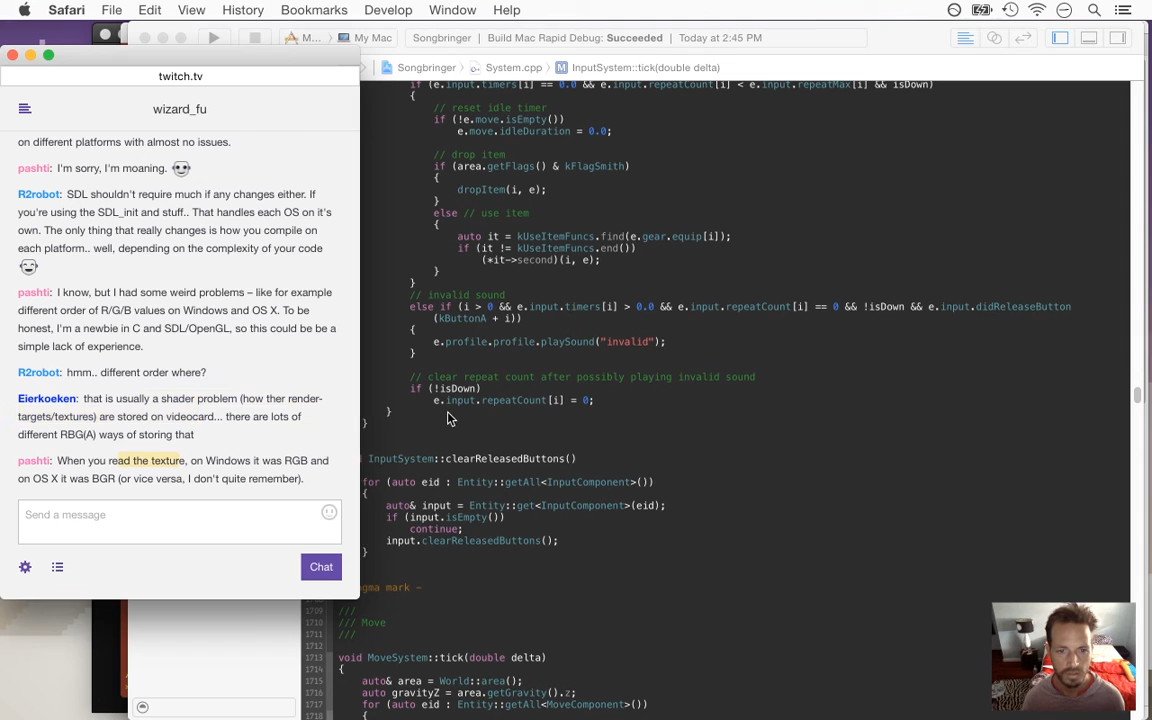 Safari File Edit View History Bookmarks Develop Window Help
M... My Mac Songbringer | Build Mac Rapid Debug: Succeeded | Today at 2:45 PM
twitch.tv
wizard_fu
on different platforms with almost no issues.
pashti: I'm sorry, I'm moaning.
R2robot: SDL shouldn't require much if any changes either. If
you're using the SDL_init and stuff.. That handles each OS on it's
own. The only thing that really changes is how you compile on
each platform.. well, depending on the complexity of your code
pashti: I know, but I had some weird problems – like for example
different order of R/G/B values on Windows and OS X. To be
honest, I'm a newbie in C and SDL/OpenGL, so this could be be a
simple lack of experience.
R2robot: hmm.. different order where?
Eierkoeken: that is usually a shader problem (how ther render-
targets/textures) are stored on videocard... there are lots of
different RBG(A) ways of storing that
pashti: When you read the texture, on Windows it was RGB and
on OS X it was BGR (or vice versa, I don't quite remember).
Send a message
Chat
Songbringer System.cpp M InputSystem::tick(double delta)
if (e.input.timers[i] == 0.0 && e.input.repeatCount[i] < e.input.repeatMax[i] && isDown)
{
// reset idle timer
if (!e.move.isEmpty())
e.move.idleDuration = 0.0;
// drop item
if (area.getFlags() & kFlagSmith)
{
dropItem(i, e);
}
else // use item
{
auto it = kUseItemFuncs.find(e.gear.equip[i]);
if (it != kUseItemFuncs.end())
(*it->second)(i, e);
}
}
// invalid sound
else if (i > 0 && e.input.timers[i] > 0.0 && e.input.repeatCount[i] == 0 && !isDown && e.input.didReleaseButton
(kButtonA + i))
{
e.profile.profile.playSound("invalid");
}
// clear repeat count after possibly playing invalid sound
if (!isDown)
e.input.repeatCount[i] = 0;
}
}
InputSystem::clearReleasedButtons()
for (auto eid : Entity::getAll<InputComponent>())
{
auto& input = Entity::get<InputComponent>(eid);
if (input.isEmpty())
continue;
input.clearReleasedButtons();
}
gma mark -
1709 ///
1710 /// Move
1711 ///
1712
1713 void MoveSystem::tick(double delta)
1714 {
1715 auto& area = World::area();
1716 auto gravityZ = area.getGravity().z;
1717 for (auto eid : Entity::getAll<MoveComponent>())
1718 {